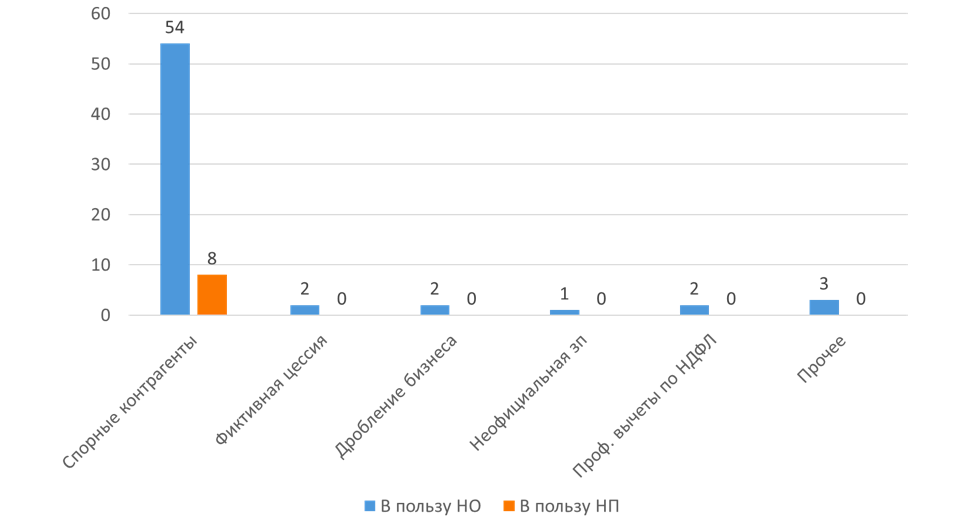 60
54
50
40
30
20
10
8
2
0
2
0
1
0
2
0
3
0
0
Спорные контрагенты
Фиктивная цессия
Дробление бизнеса
Неофициальная зп
Проф. вычеты по НДФЛ
Прочее
В пользу НО
В пользу НП